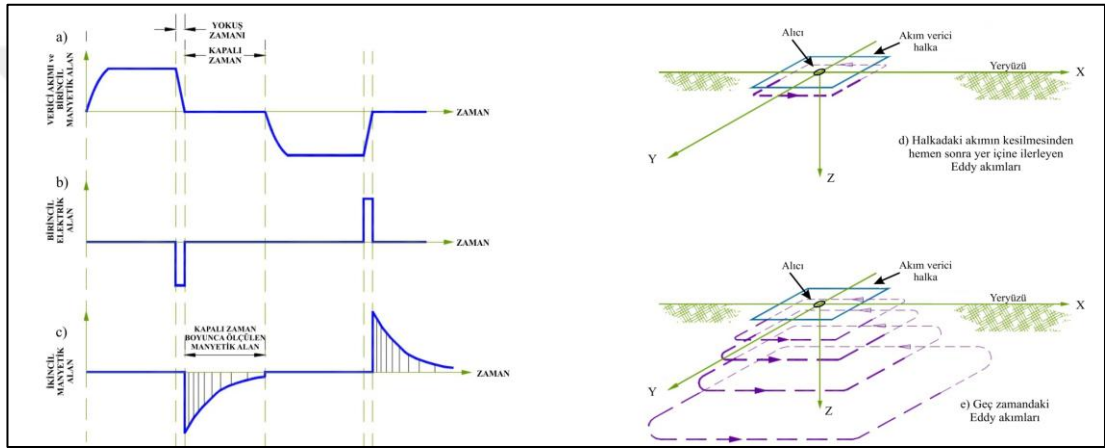 a)
YOKUŞ
ZAMANI
KAPALI
ZAMAN
VERİCİ AKIMI ve
BİRİNCİL
MANYETİK ALAN
ZAMAN
b)
BİRİNCİL
ELEKTRİK
ALAN
ZAMAN
c)
KAPALI ZAMAN
BOYUNCA ÖLÇÜLEN
MANYETİK ALAN
İKİNCİL
MANYETİK
ALAN
ZAMAN
Alıcı
Akım verici
halka
Yeryüzü
X
Y
Z
d) Halkadaki akımın kesilmesinden
hemen sonra yer içine ilerleyen
Eddy akımları
Alıcı
Akım verici
halka
Yeryüzü
X
Y
Z
e) Geç zamandaki
Eddy akımları